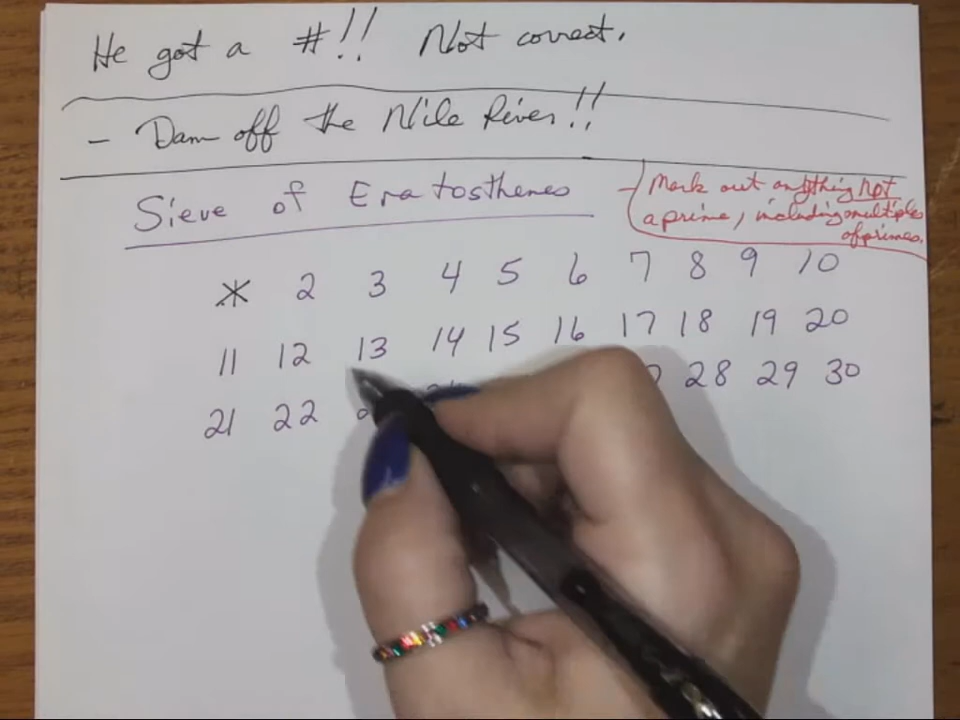 He got a #!! Not correct.
- Dam off the Nile River!!
Sieve of Eratosthenes
- Mark out anything not
a prime, including multiples
of primes.
2 3 4 5 6 7 8 9 10
11 12 13 14 15 16 17 18 19 20
21 22 28 29 30